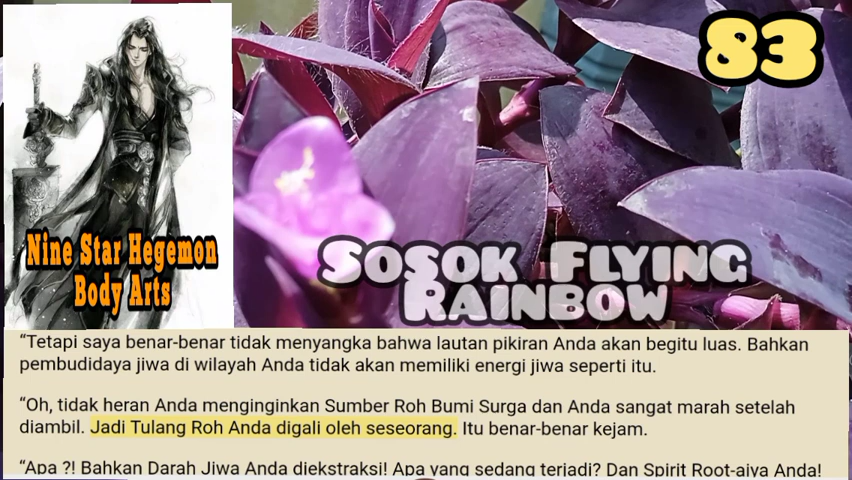 83
Nine Star Hegemon
Body Arts
Sosok Flying
Rainbow
“Tetapi saya benar-benar tidak menyangka bahwa lautan pikiran Anda akan begitu luas. Bahkan
pembudidaya jiwa di wilayah Anda tidak akan memiliki energi jiwa seperti itu.
“Oh, tidak heran Anda menginginkan Sumber Roh Bumi Surga dan Anda sangat marah setelah
diambil. Jadi Tulang Roh Anda digali oleh seseorang. Itu benar-benar kejam.
“Apa ?! Bahkan Darah Jiwa Anda diekstraksi! Apa yang sedang terjadi? Dan Spirit Root-aiya Anda!